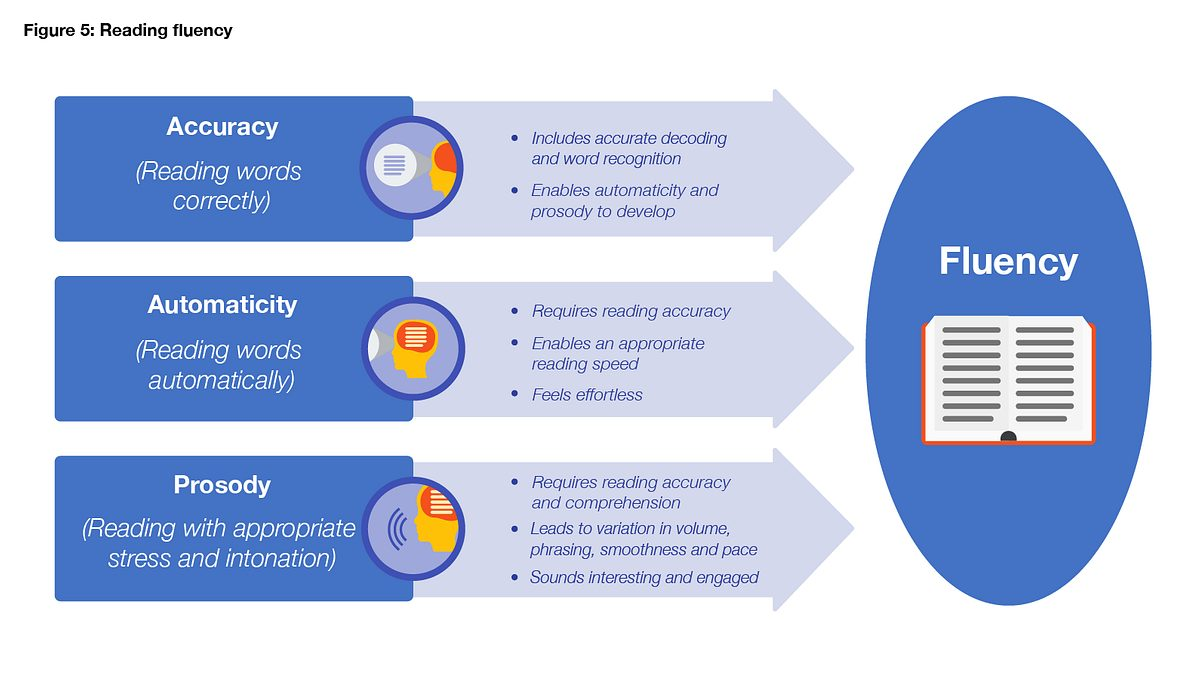 Figure 5: Reading fluency
Accuracy
(Reading words
correctly)
• Includes accurate decoding
and word recognition
• Enables automaticity and
prosody to develop
Automaticity
(Reading words
automatically)
• Requires reading accuracy
• Enables an appropriate
reading speed
• Feels effortless
Prosody
(Reading with appropriate
stress and intonation)
• Requires reading accuracy
and comprehension
• Leads to variation in volume,
phrasing, smoothness and pace
• Sounds interesting and engaged
Fluency